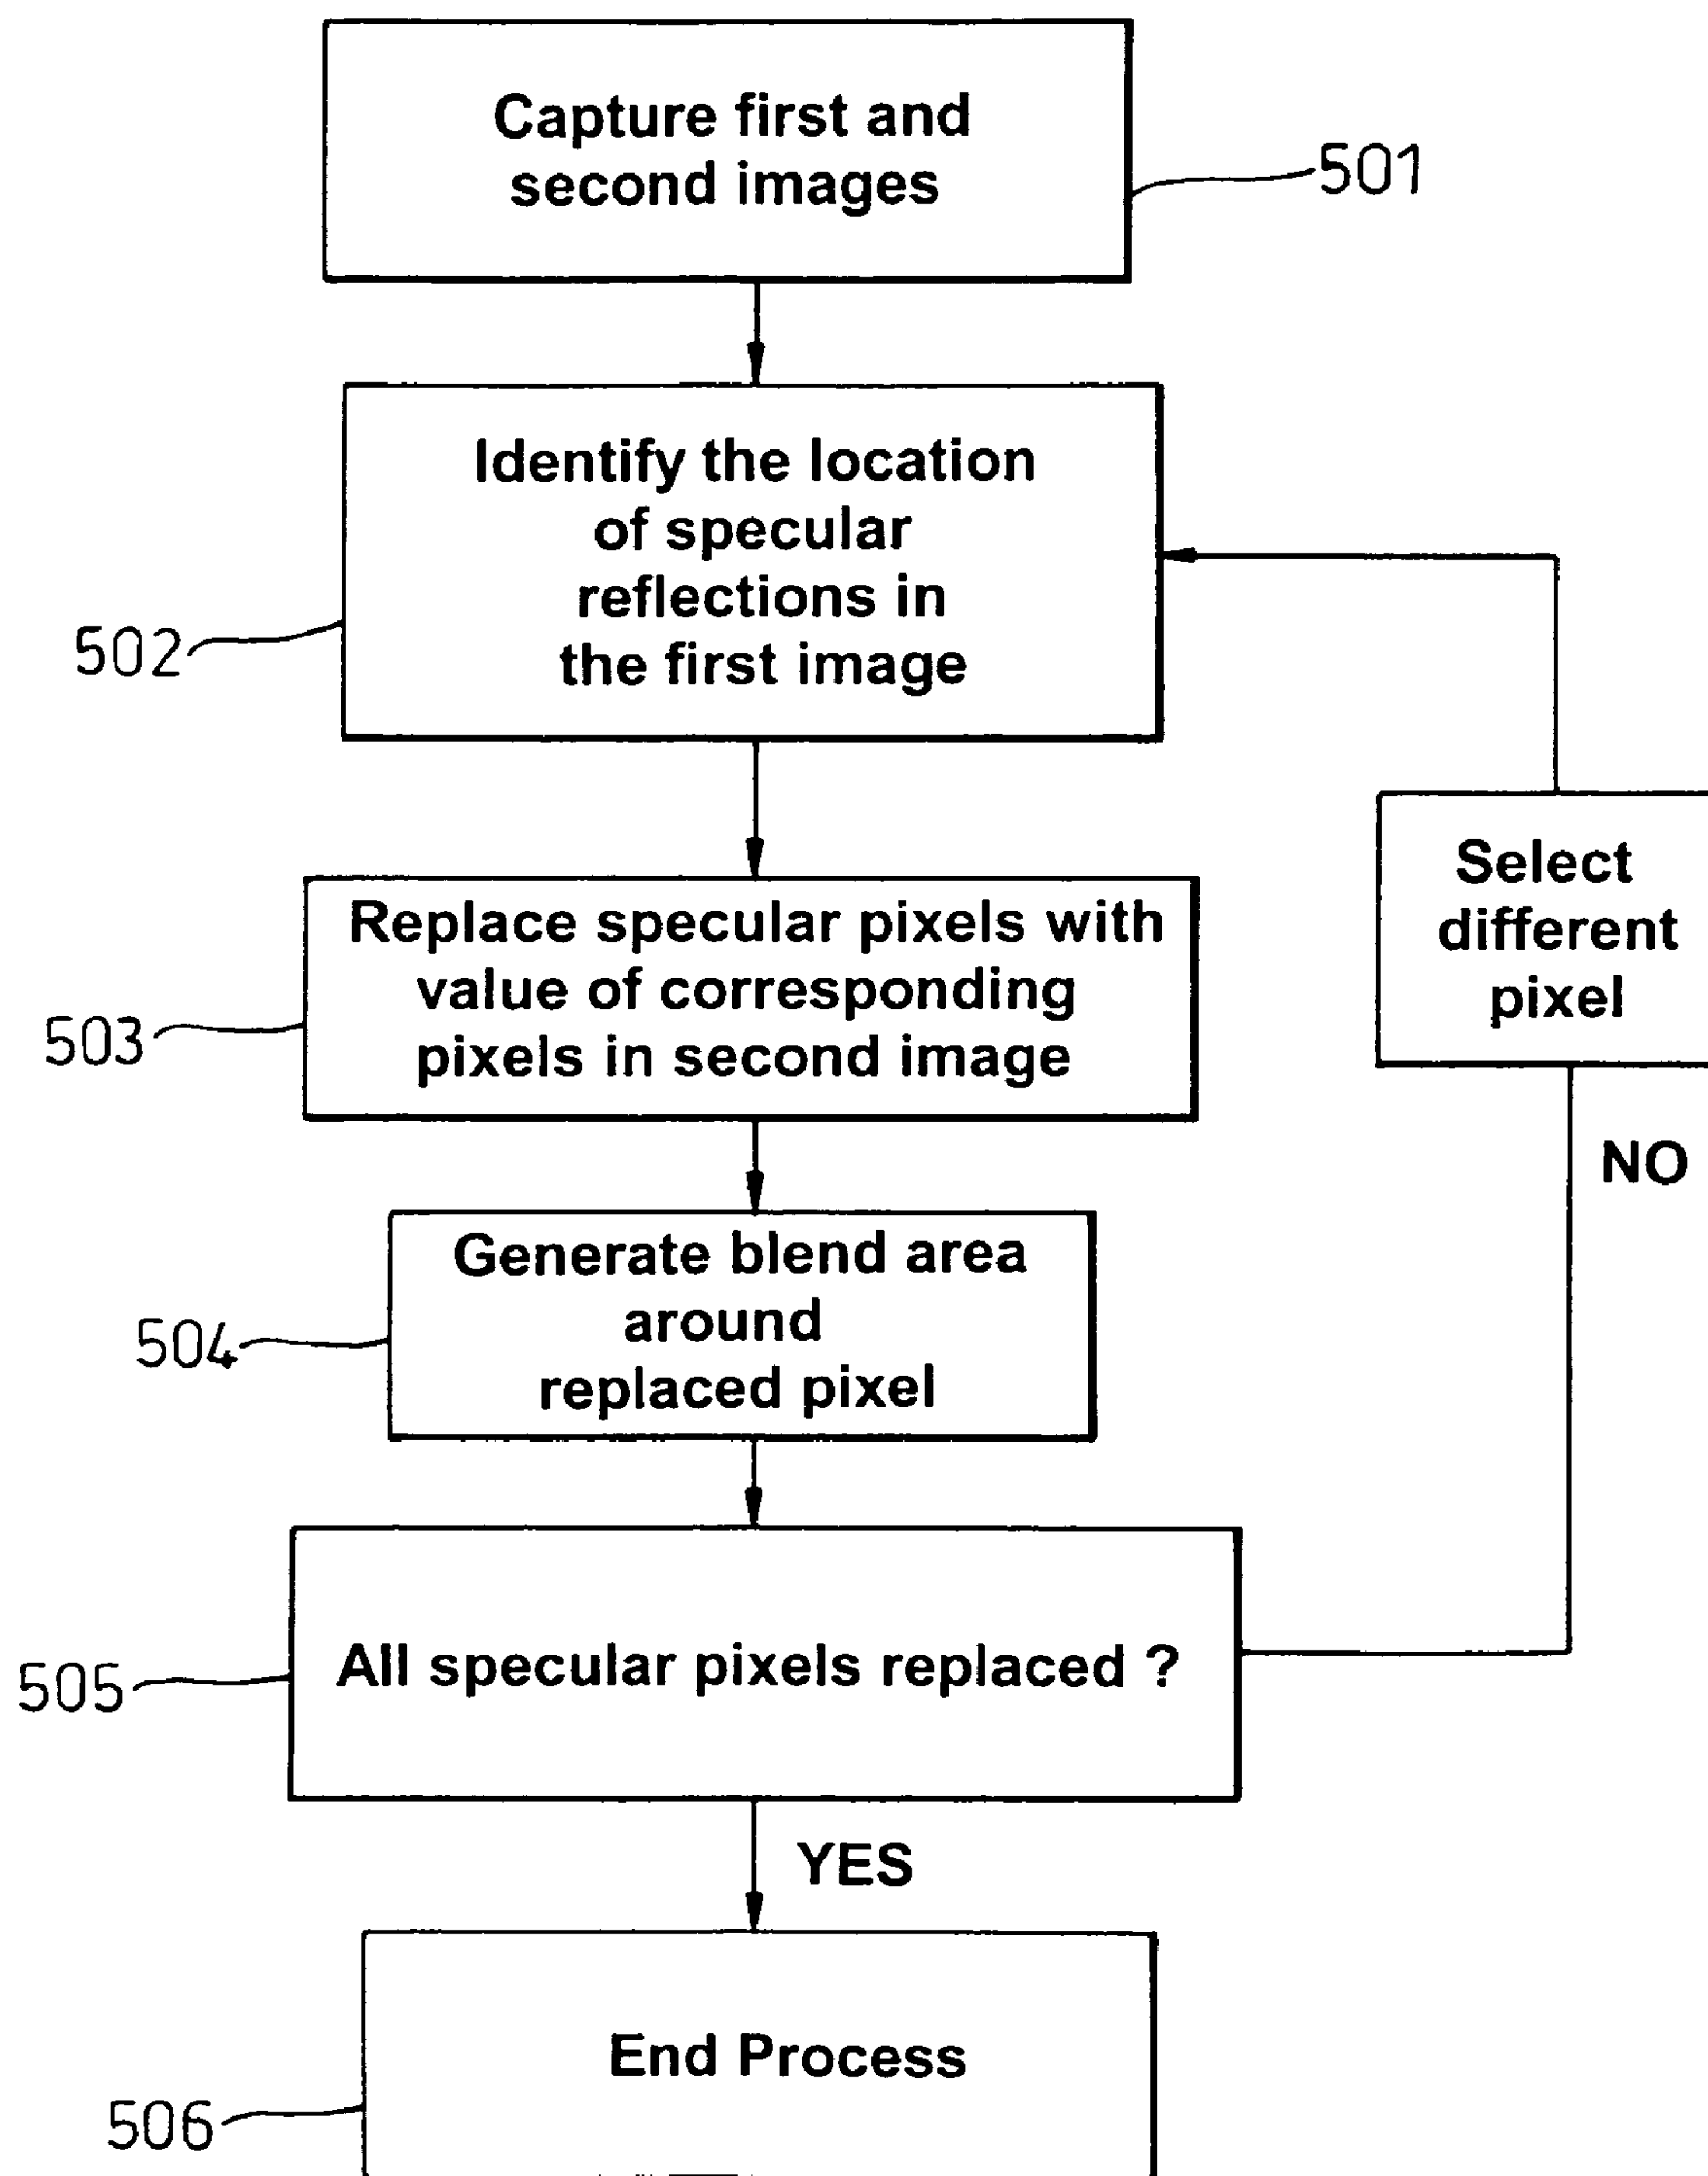 Capture first and
second images
501
Identify the location
of specular
reflections in
the first image
502
Select
different
pixel
Replace specular pixels with
value of corresponding
pixels in second image
503
NO
Generate blend area
around
replaced pixel
504
All specular pixels replaced ?
505
YES
End Process
506